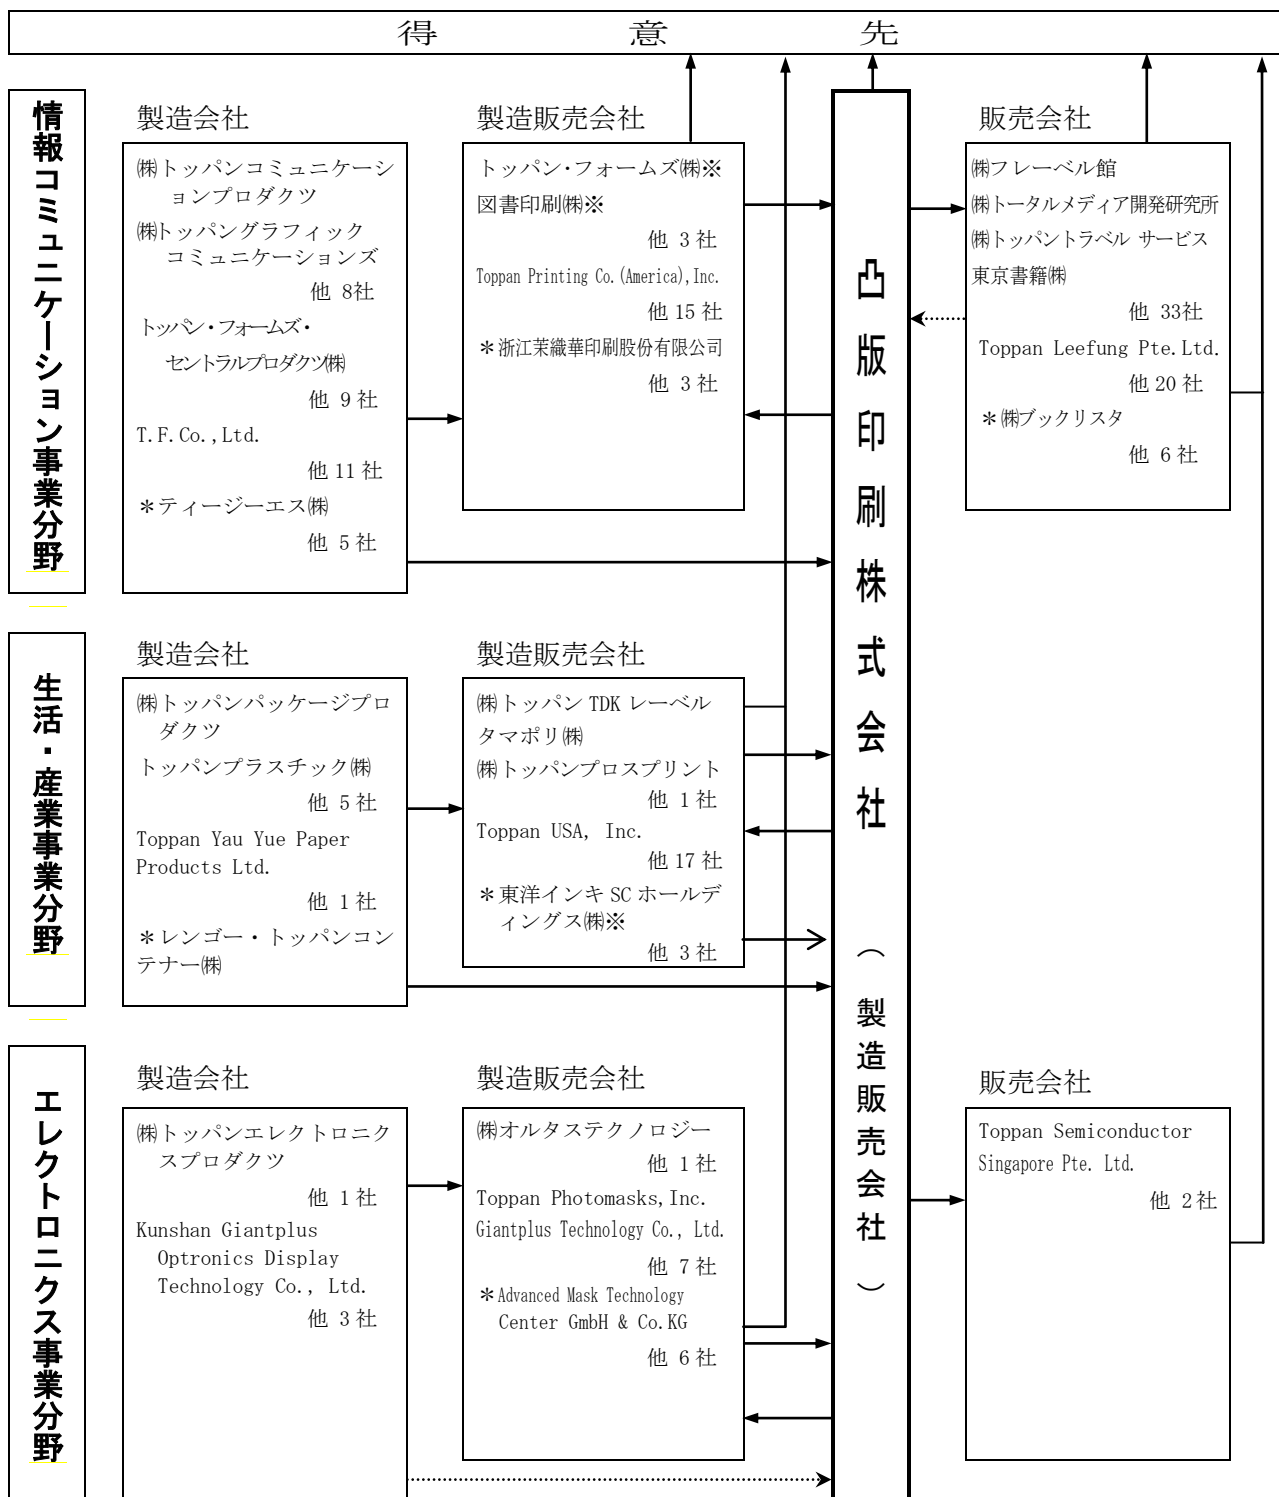 得意先
情報コミュニケーション事業分野
製造会社
㈱トッパンコミュニケーシ
ョンプロダクツ
㈱トッパングラフィック
コミュニケーションズ
他 8社
トッパン・フォームズ・
セントラルプロダクツ㈱
他 9 社
T.F.Co.,Ltd.
他 11 社
＊ティージーエス㈱
他 5 社
製造販売会社
トッパン・フォームズ㈱※
図書印刷㈱※
他 3 社
Toppan Printing Co.(America),Inc.
他 15 社
＊浙江茉織華印刷股份有限公司
他 3 社
凸版印刷株式会社（製造販売会社）
販売会社
㈱フレーベル館
㈱トータルメディア開発研究所
㈱トッパントラベル サービス
東京書籍㈱
他 33社
Toppan Leefung Pte.Ltd.
他 20 社
＊㈱ブックリスタ
他 6 社
生活・産業事業分野
製造会社
㈱トッパンパッケージプロ
ダクツ
トッパンプラスチック㈱
他 5 社
Toppan Yau Yue Paper
Products Ltd.
他 1 社
＊レンゴー・トッパンコン
テナー㈱
製造販売会社
㈱トッパン TDK レーベル
タマポリ㈱
㈱トッパンプロスプリント
他 1 社
Toppan USA, Inc.
他 17 社
＊東洋インキ SC ホールデ
ィングス㈱※
他 3 社
エレクトロニクス事業分野
製造会社
㈱トッパンエレクトロニク
スプロダクツ
他 1 社
Kunshan Giantplus
Optronics Display
Technology Co., Ltd.
他 3 社
製造販売会社
㈱オルタステクノロジー
他 1 社
Toppan Photomasks,Inc.
Giantplus Technology Co., Ltd.
他 7 社
＊Advanced Mask Technology
Center GmbH & Co.KG
他 6 社
販売会社
Toppan Semiconductor
Singapore Pte. Ltd.
他 2 社